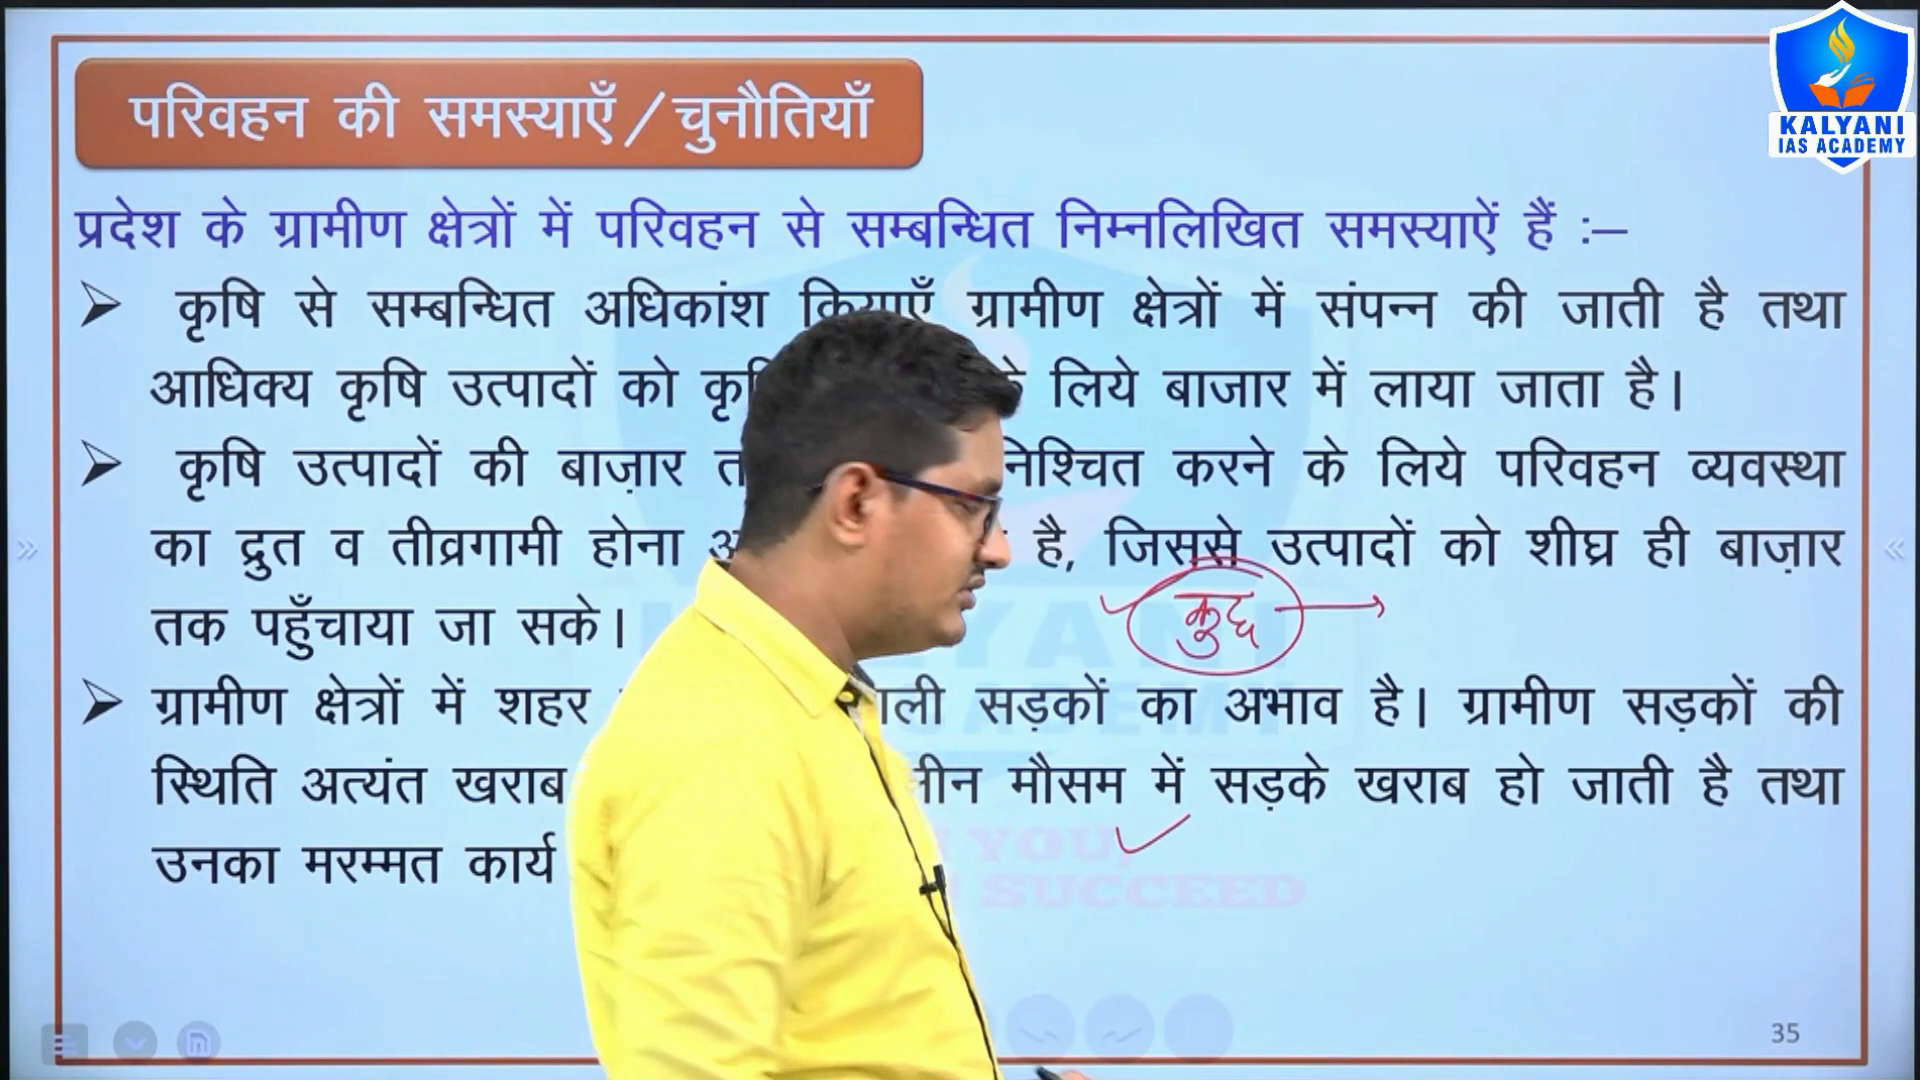 KALYANI
IAS ACADEMY
परिवहन की समस्याएँ/चुनौतियाँ
प्रदेश के ग्रामीण क्षेत्रों में परिवहन से सम्बन्धित निम्नलिखित समस्याऐं हैं :–
➢ कृषि से सम्बन्धित अधिकांश क्रियाएँ ग्रामीण क्षेत्रों में संपन्न की जाती है तथा
आधिक्य कृषि उत्पादों को लिये बाजार में लाया जाता है।
➢ कृषि उत्पादों की बाज़ार निश्चित करने के लिये परिवहन व्यवस्था
का द्रुत व तीव्रगामी होना है, जिससे उत्पादों को शीघ्र ही बाज़ार
तक पहुँचाया जा सके।
➢ ग्रामीण क्षेत्रों में शहर सड़कों का अभाव है। ग्रामीण सड़कों की
स्थिति अत्यंत खराब मौसम में सड़के खराब हो जाती है तथा
उनका मरम्मत कार्य
YOU,
SUCCEED
35